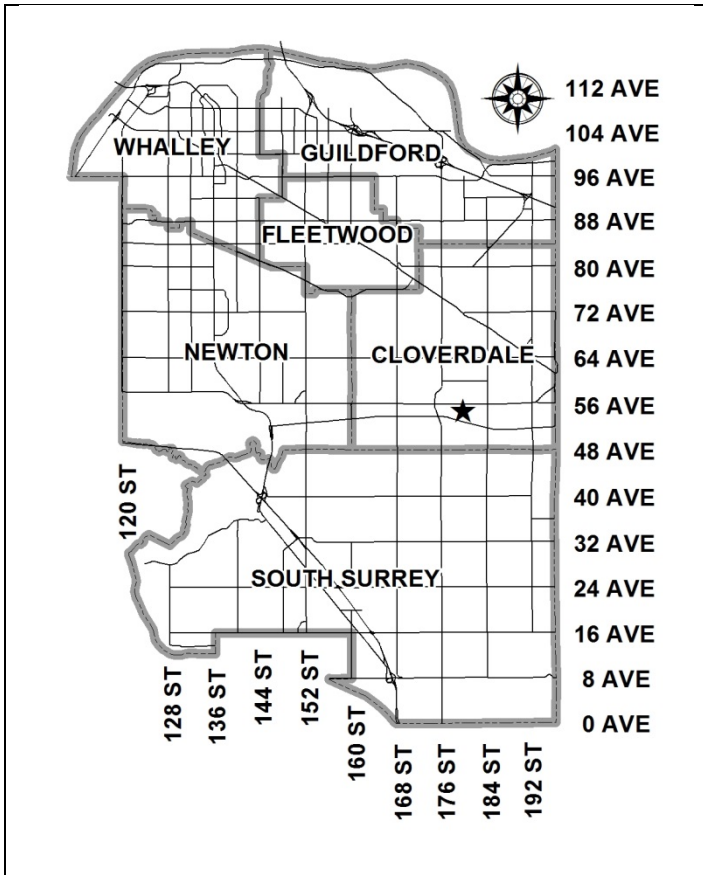 112 AVE
104 AVE
WHALLEY
GUILDFORD
96 AVE
88 AVE
FLEETWOOD
80 AVE
72 AVE
NEWTON
CLOVERDALE
64 AVE
56 AVE
48 AVE
120 ST
40 AVE
32 AVE
SOUTH SURREY
24 AVE
16 AVE
8 AVE
0 AVE
128 ST
136 ST
144 ST
152 ST
160 ST
168 ST
176 ST
184 ST
192 ST